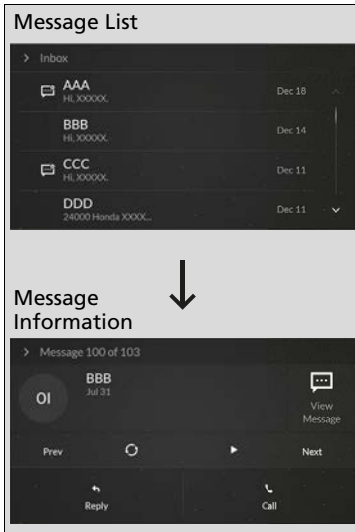 Message List
> Inbox
AAA
Hi, XXXXX.
Dec 18
BBB
Hi, XXXXX.
Dec 14
CCC
Hi, XXXXX.
Dec 11
DDD
24000 Honda XXXX...
Dec 11
Message
Information
> Message 100 of 103
OI
BBB
Jul 31
View
Message
Prev
Next
Reply
Call